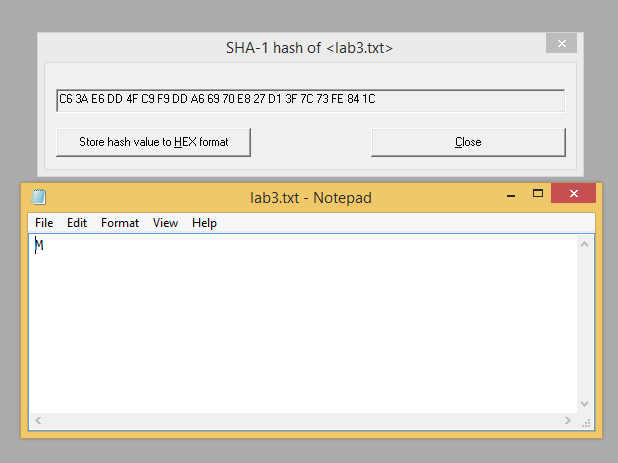 SHA-1 hash of <lab3.txt>
C6 3A E6 DD 4F C9 F9 DD A6 69 70 E8 27 D1 3F 7C 73 FE 84 1C
Store hash value to HEX format Close
lab3.txt - Notepad
File Edit Format View Help
M